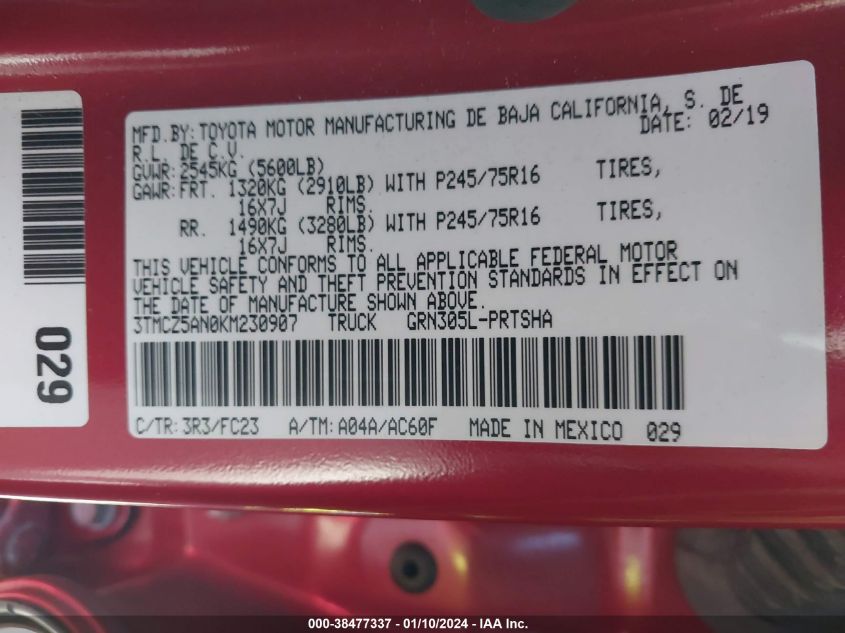 MFD.BY: TOYOTA MOTOR MANUFACTURING DE BAJA CALIFORNIA, S. DE
R.L. DE C.V. DATE: 02/19
GVWR: 2545KG (5600LB)
GAWR: FRT. 1320KG (2910LB) WITH P245/75R16 TIRES,
16X7J RIMS.
RR. 1490KG (3280LB) WITH P245/75R16 TIRES,
16X7J RIMS.
THIS VEHICLE CONFORMS TO ALL APPLICABLE FEDERAL MOTOR
VEHICLE SAFETY AND THEFT PREVENTION STANDARDS IN EFFECT ON
THE DATE OF MANUFACTURE SHOWN ABOVE.
3TMCZ5AN0KM230907 TRUCK GRN305L-PRTSHA
C/TR: 3R3/FC23 A/TM: A04A/AC60F MADE IN MEXICO 029
029
000-38477337 - 01/10/2024 - IAA Inc.